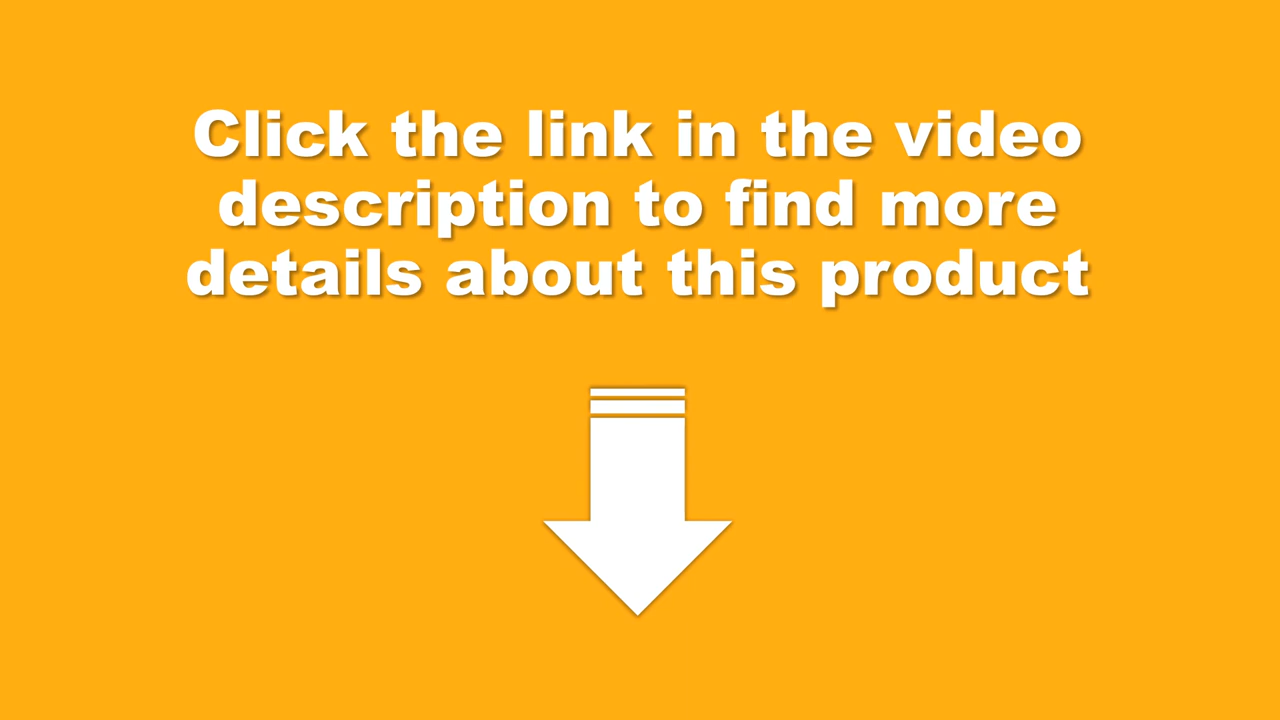 Click the link in the video
description to find more
details about this product